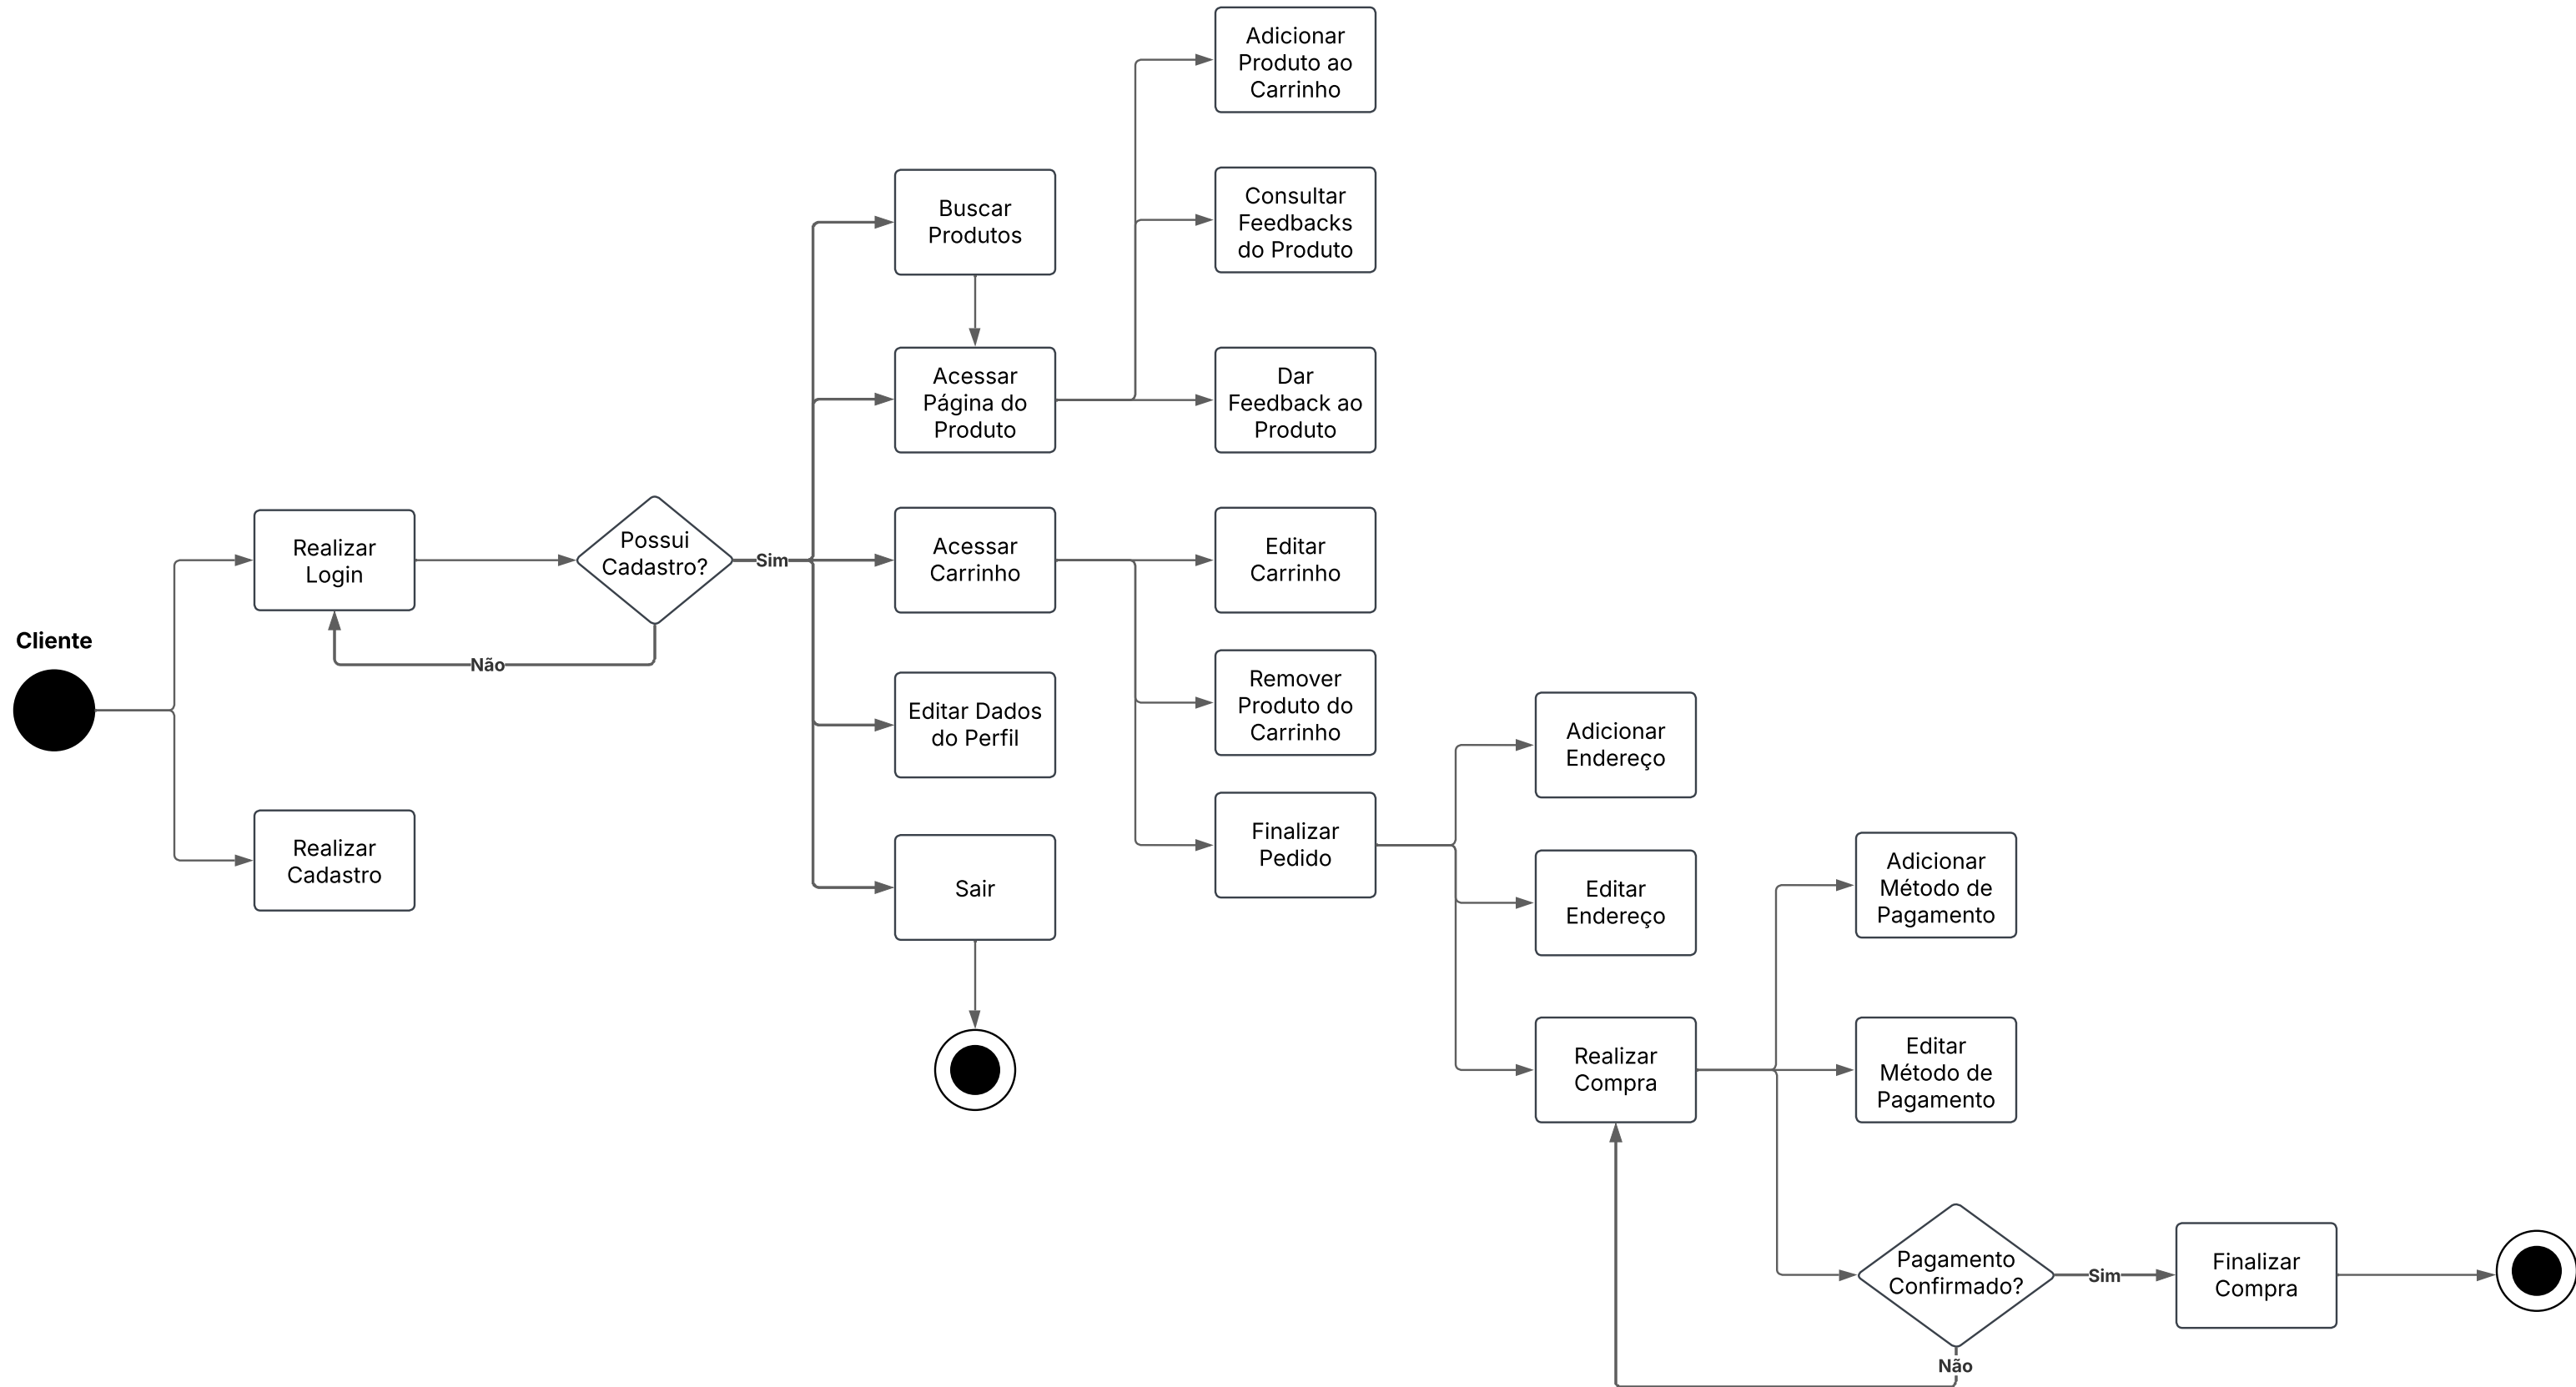 Adicionar
Produto ao
Carrinho
Consultar
Feedbacks
do Produto
Buscar
Produtos
Acessar
Página do
Produto
Dar
Feedback ao
Produto
Realizar
Login
Possui
Cadastro?
Sim
Acessar
Carrinho
Editar
Carrinho
Cliente
Não
Editar Dados
do Perfil
Remover
Produto do
Carrinho
Adicionar
Endereço
Realizar
Cadastro
Sair
Finalizar
Pedido
Editar
Endereço
Adicionar
Método de
Pagamento
Realizar
Compra
Editar
Método de
Pagamento
Pagamento
Confirmado?
Sim
Finalizar
Compra
Não